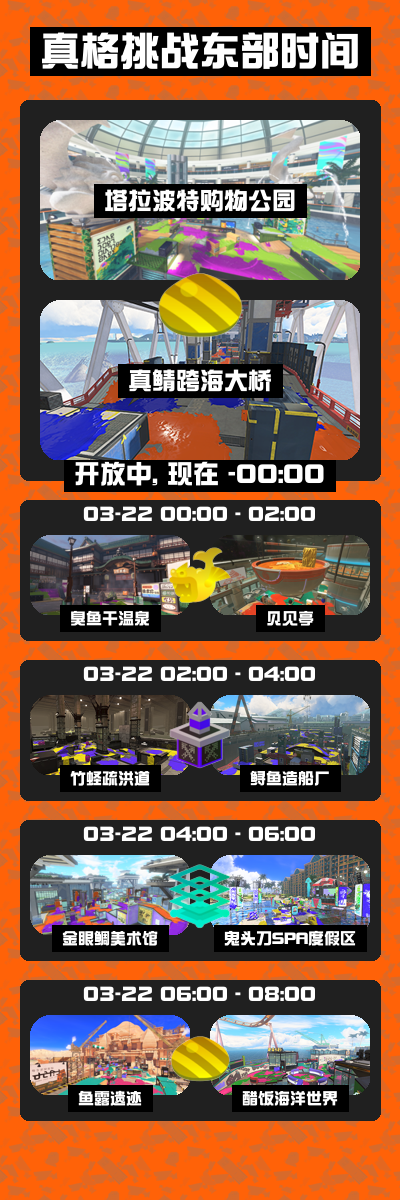 真格挑战东部时间
塔拉波特购物公园
真鲭跨海大桥
开放中, 现在 -00:00
03-22 00:00 - 02:00
臭鱼干温泉
贝贝亭
03-22 02:00 - 04:00
竹蛏疏洪道
鲟鱼造船厂
03-22 04:00 - 06:00
金眼鲷美术馆
鬼头刀SPA度假区
03-22 06:00 - 08:00
鱼露遗迹
醋饭海洋世界